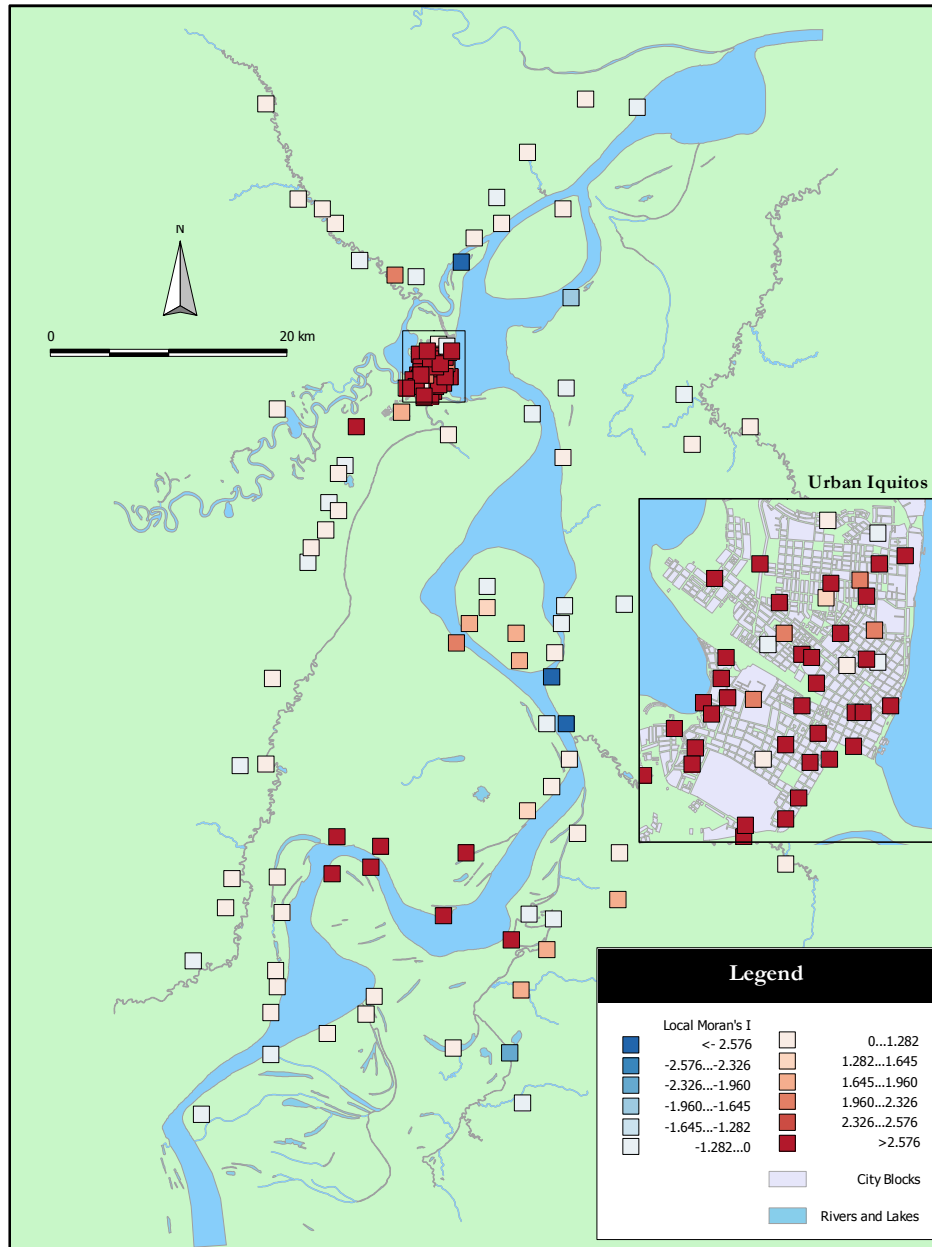 N
0
20 km
Urban Iquitos
Legend
Local Moran's I
<- 2.576
-2.576...-2.326
-2.326...-1.960
-1.960...-1.645
-1.645...-1.282
-1.282...0
0...1.282
1.282...1.645
1.645...1.960
1.960...2.326
2.326...2.576
>2.576
City Blocks
Rivers and Lakes